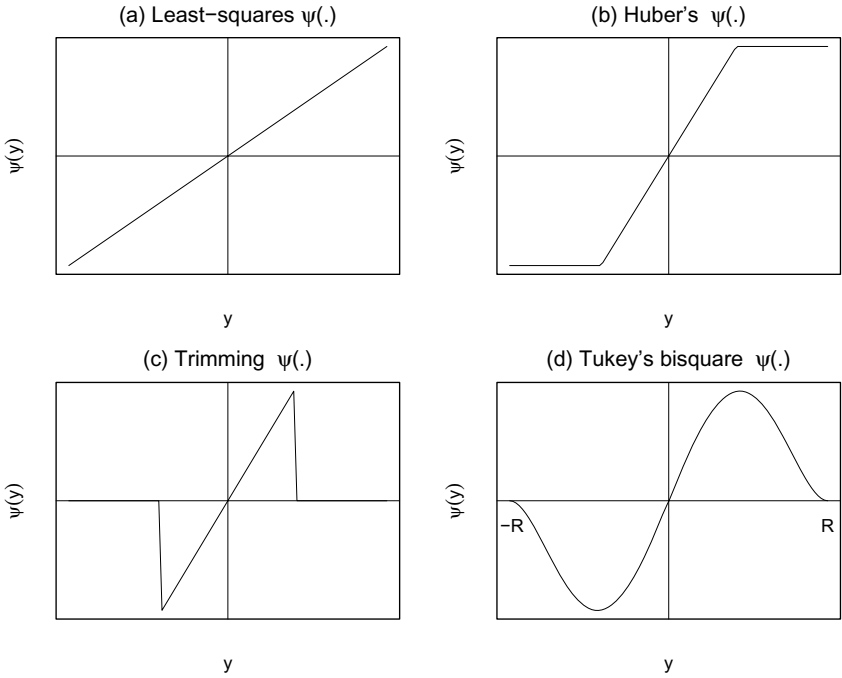 (a) Least−squares ψ(.)
ψ(y)
y
(b) Huber's ψ(.)
ψ(y)
y
(c) Trimming ψ(.)
ψ(y)
y
(d) Tukey's bisquare ψ(.)
ψ(y)
−R
R
y